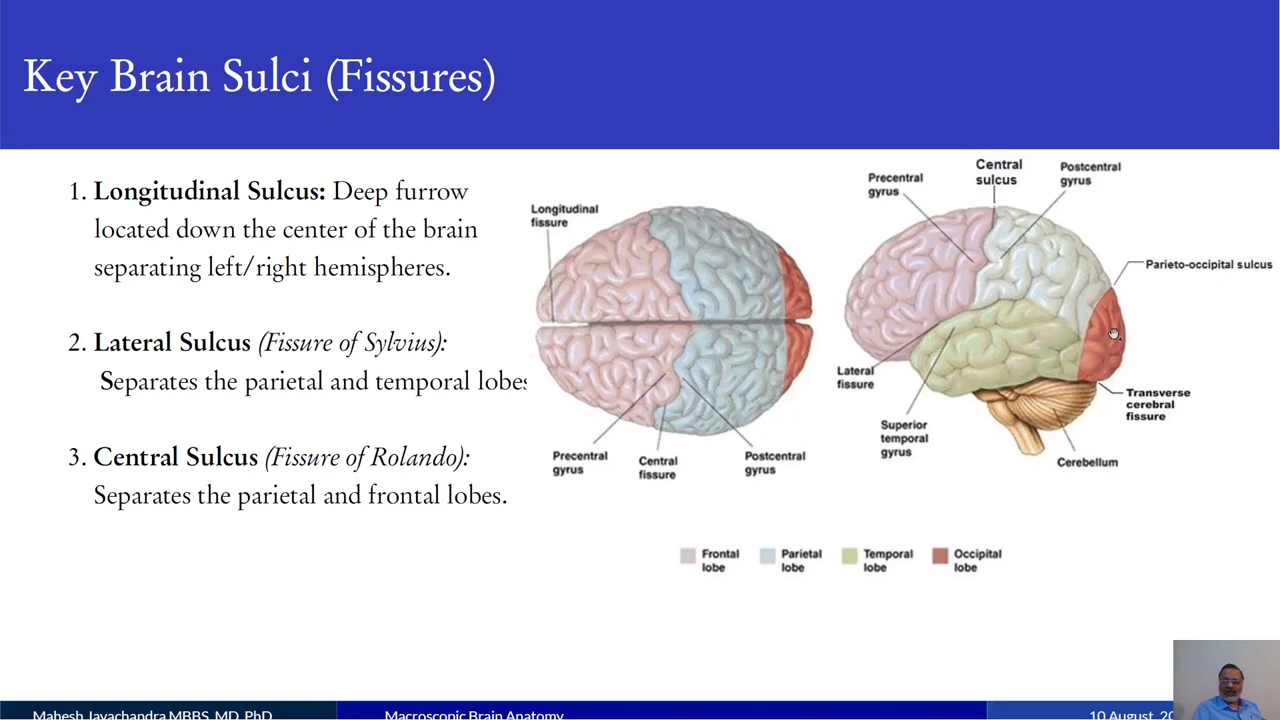 Key Brain Sulci (Fissures)
1. Longitudinal Sulcus: Deep furrow
located down the center of the brain
separating left/right hemispheres.
2. Lateral Sulcus (Fissure of Sylvius):
Separates the parietal and temporal lobes
3. Central Sulcus (Fissure of Rolando):
Separates the parietal and frontal lobes.
Longitudinal
fissure
Precentral
gyrus
Central
fissure
Postcentral
gyrus
Precentral
gyrus
Central
sulcus
Postcentral
gyrus
Parieto-occipital sulcus
Lateral
fissure
Superior
temporal
gyrus
Transverse
cerebral
fissure
Cerebellum
Frontal
lobe
Parietal
lobe
Temporal
lobe
Occipital
lobe
Mahesh Jayachandra MBBS, MD, PhD
Macroscopic Brain Anatomy
10 August, 20